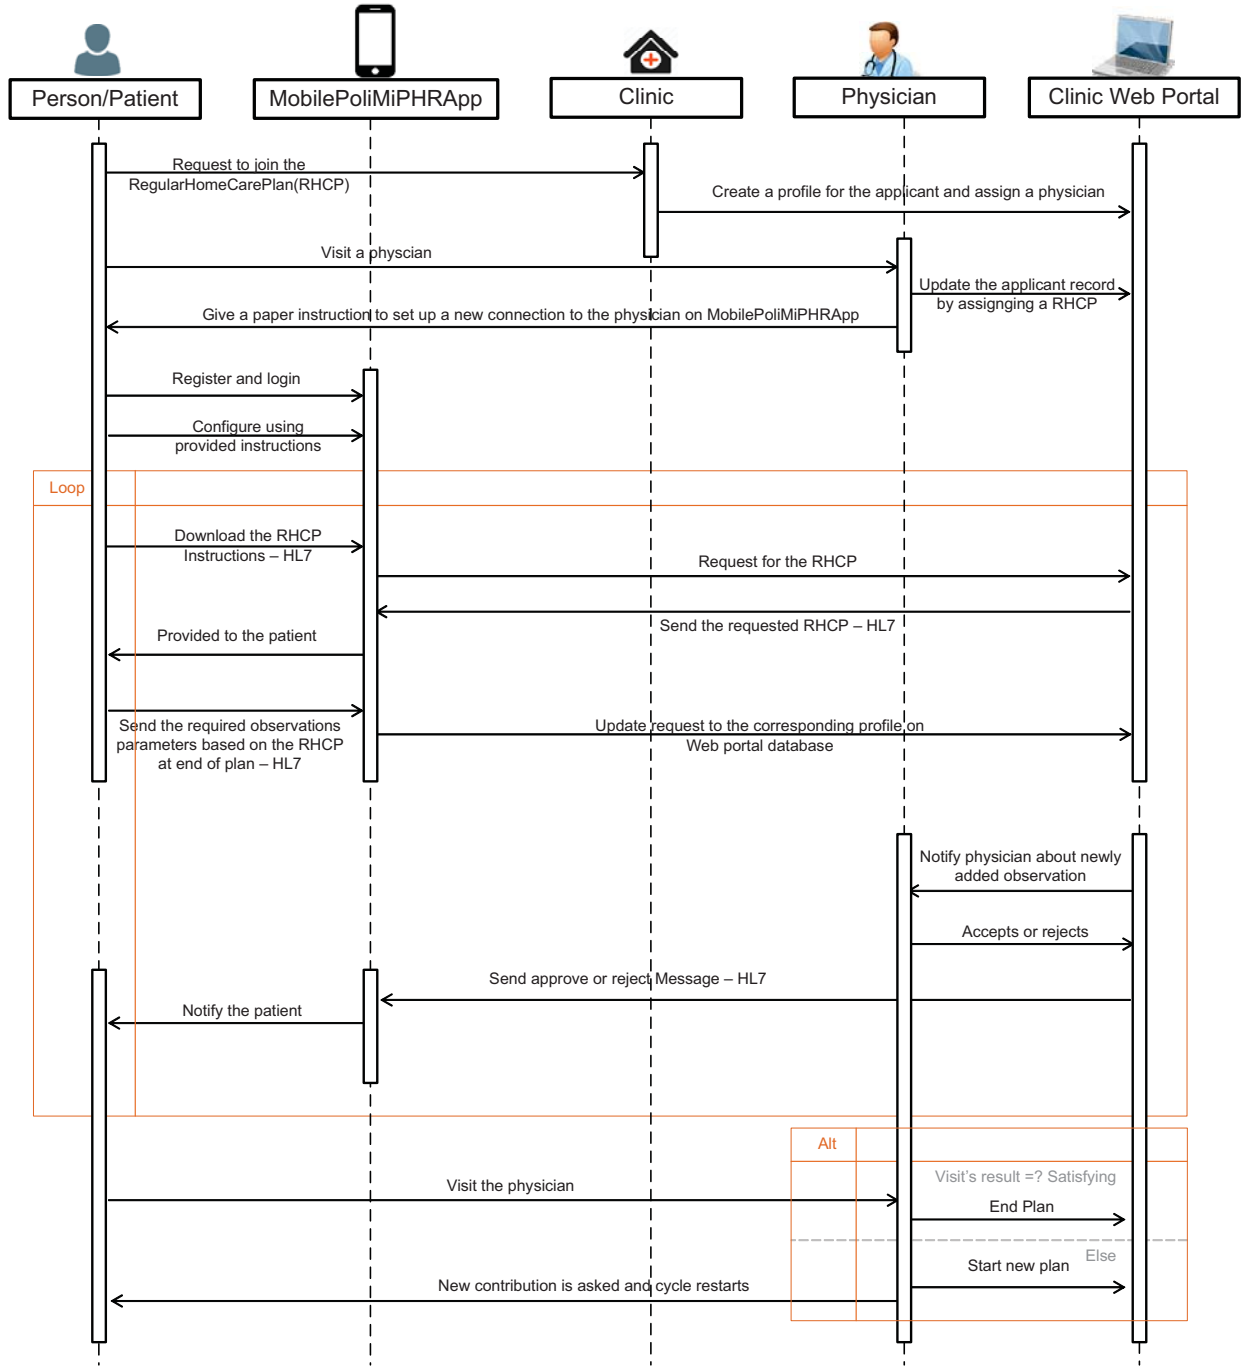 Person/Patient
MobilePoliMiPHRApp
Clinic
Physician
Clinic Web Portal
Request to join the
RegularHomeCarePlan(RHCP)
Create a profile for the applicant and assign a physician
Visit a physcian
Update the applicant record
by assignging a RHCP
Give a paper instruction to set up a new connection to the physician on MobilePoliMiPHRApp
Register and login
Configure using
provided instructions
Loop
Download the RHCP
Instructions – HL7
Request for the RHCP
Send the requested RHCP – HL7
Provided to the patient
Send the required observations
parameters based on the RHCP
at end of plan – HL7
Update request to the corresponding profile on
Web portal database
Notify physician about newly
added observation
Accepts or rejects
Send approve or reject Message – HL7
Notify the patient
Alt
Visit's result =? Satisfying
Visit the physician
End Plan
Else
Start new plan
New contribution is asked and cycle restarts